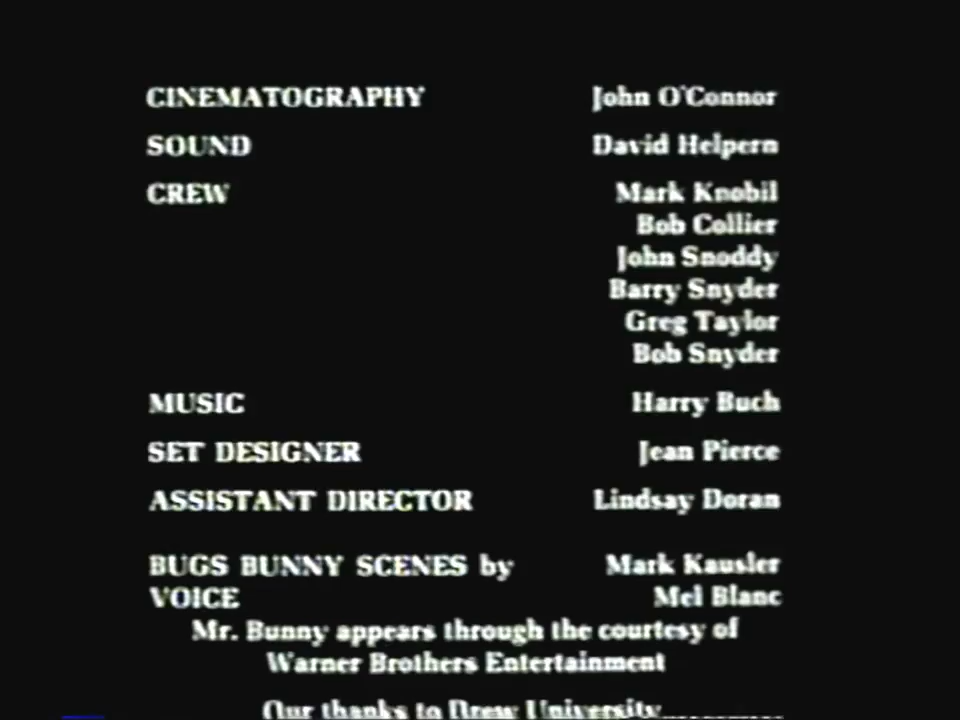 CINEMATOGRAPHY John O'Connor
SOUND David Helpern
CREW Mark Knobil
Bob Collier
John Snoddy
Barry Snyder
Greg Taylor
Bob Snyder
MUSIC Harry Buch
SET DESIGNER Jean Pierce
ASSISTANT DIRECTOR Lindsay Doran
BUGS BUNNY SCENES by Mark Kausler
VOICE Mel Blanc
Mr. Bunny appears through the courtesy of
Warner Brothers Entertainment
Our thanks to Drew University